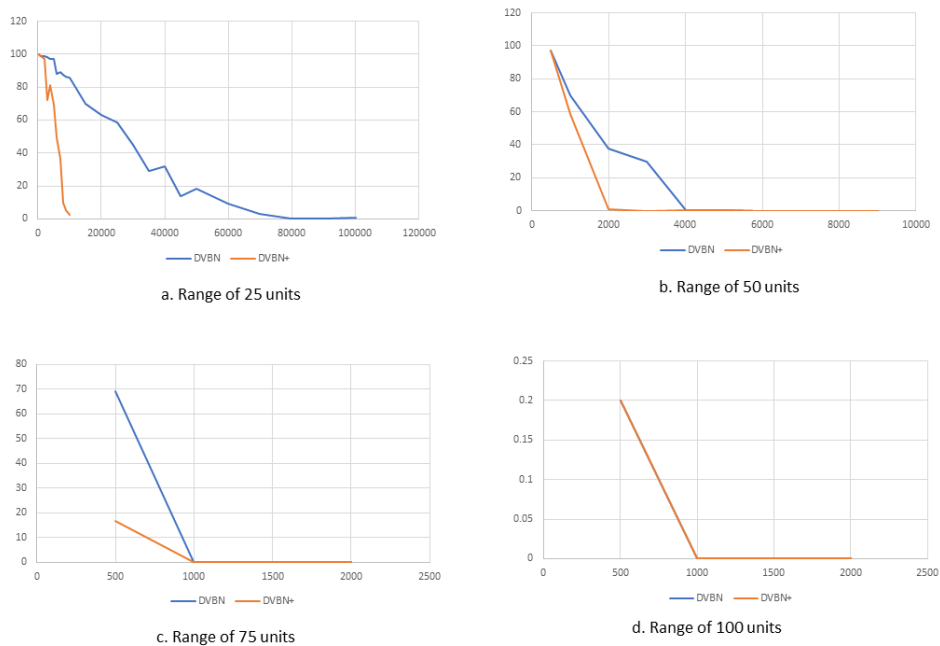 120
100
80
60
40
20
0
0 20000 40000 60000 80000 100000 120000
DVBN DVBN+
a. Range of 25 units
120
100
80
60
40
20
0
0 2000 4000 6000 8000 10000
DVBN DVBN+
b. Range of 50 units
80
70
60
50
40
30
20
10
0
0 500 1000 1500 2000 2500
DVBN DVBN+
c. Range of 75 units
0.25
0.2
0.15
0.1
0.05
0
0 500 1000 1500 2000 2500
DVBN DVBN+
d. Range of 100 units